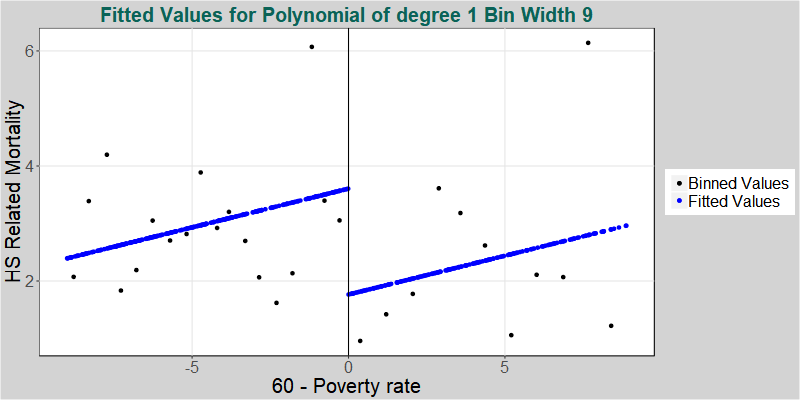 Fitted Values for Polynomial of degree 1 Bin Width 9
HS Related Mortality
6
4
2
-5
0
5
60 - Poverty rate
Binned Values
Fitted Values